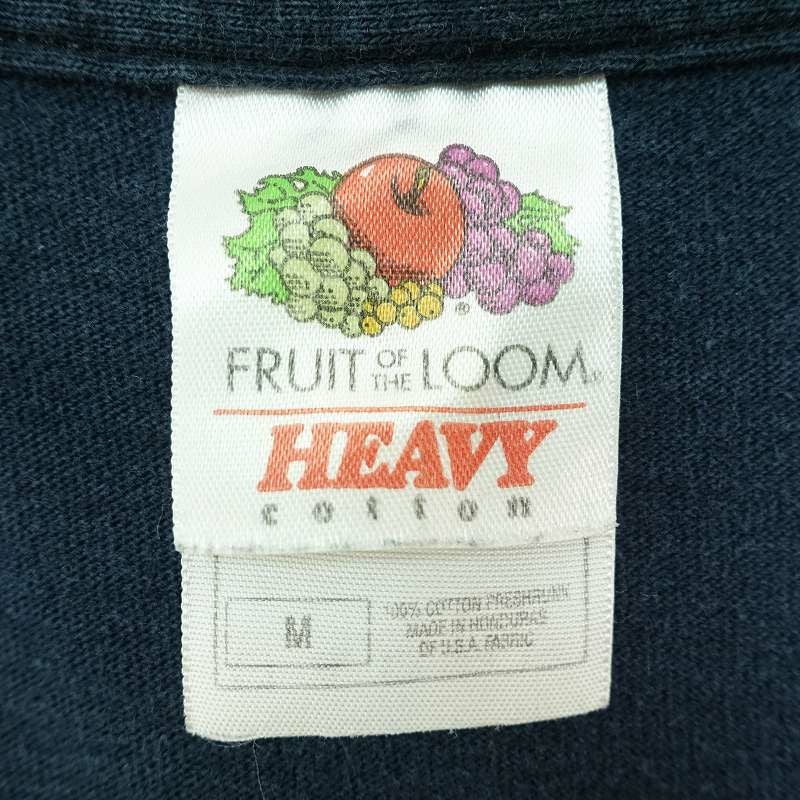 ®
FRUIT OF THE LOOM®
HEAVY
cotton
M
100% COTTON PRESHRUNK
MADE IN HONDURAS
OF U.S.A. FABRIC